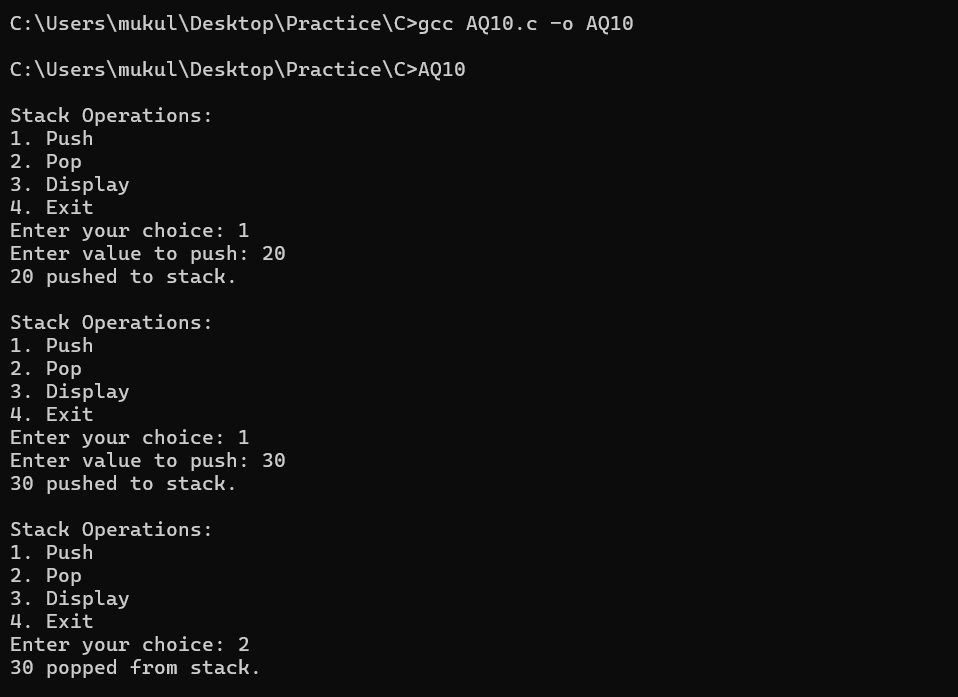 C:\Users\mukul\Desktop\Practice\C>gcc AQ10.c -o AQ10
C:\Users\mukul\Desktop\Practice\C>AQ10
Stack Operations:
1. Push
2. Pop
3. Display
4. Exit
Enter your choice: 1
Enter value to push: 20
20 pushed to stack.
Stack Operations:
1. Push
2. Pop
3. Display
4. Exit
Enter your choice: 1
Enter value to push: 30
30 pushed to stack.
Stack Operations:
1. Push
2. Pop
3. Display
4. Exit
Enter your choice: 2
30 popped from stack.